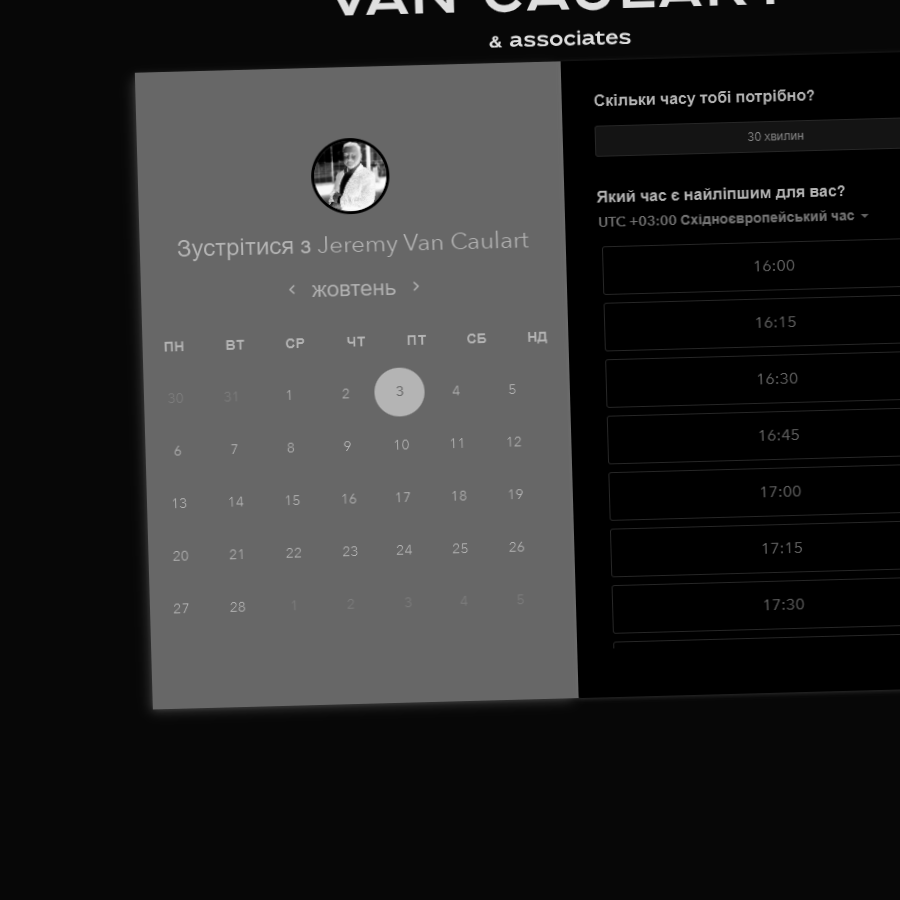 VAN CAULART
& associates
Зустрітися з Jeremy Van Caulart
жовтень
ПН ВТ СР ЧТ ПТ СБ НД
30 31 1 2 3 4 5
6 7 8 9 10 11 12
13 14 15 16 17 18 19
20 21 22 23 24 25 26
27 28 1 2 3 4 5
Скільки часу тобі потрібно?
30 хвилин
Який час є найліпшим для вас?
UTC +03:00 Східноєвропейський час
16:00
16:15
16:30
16:45
17:00
17:15
17:30